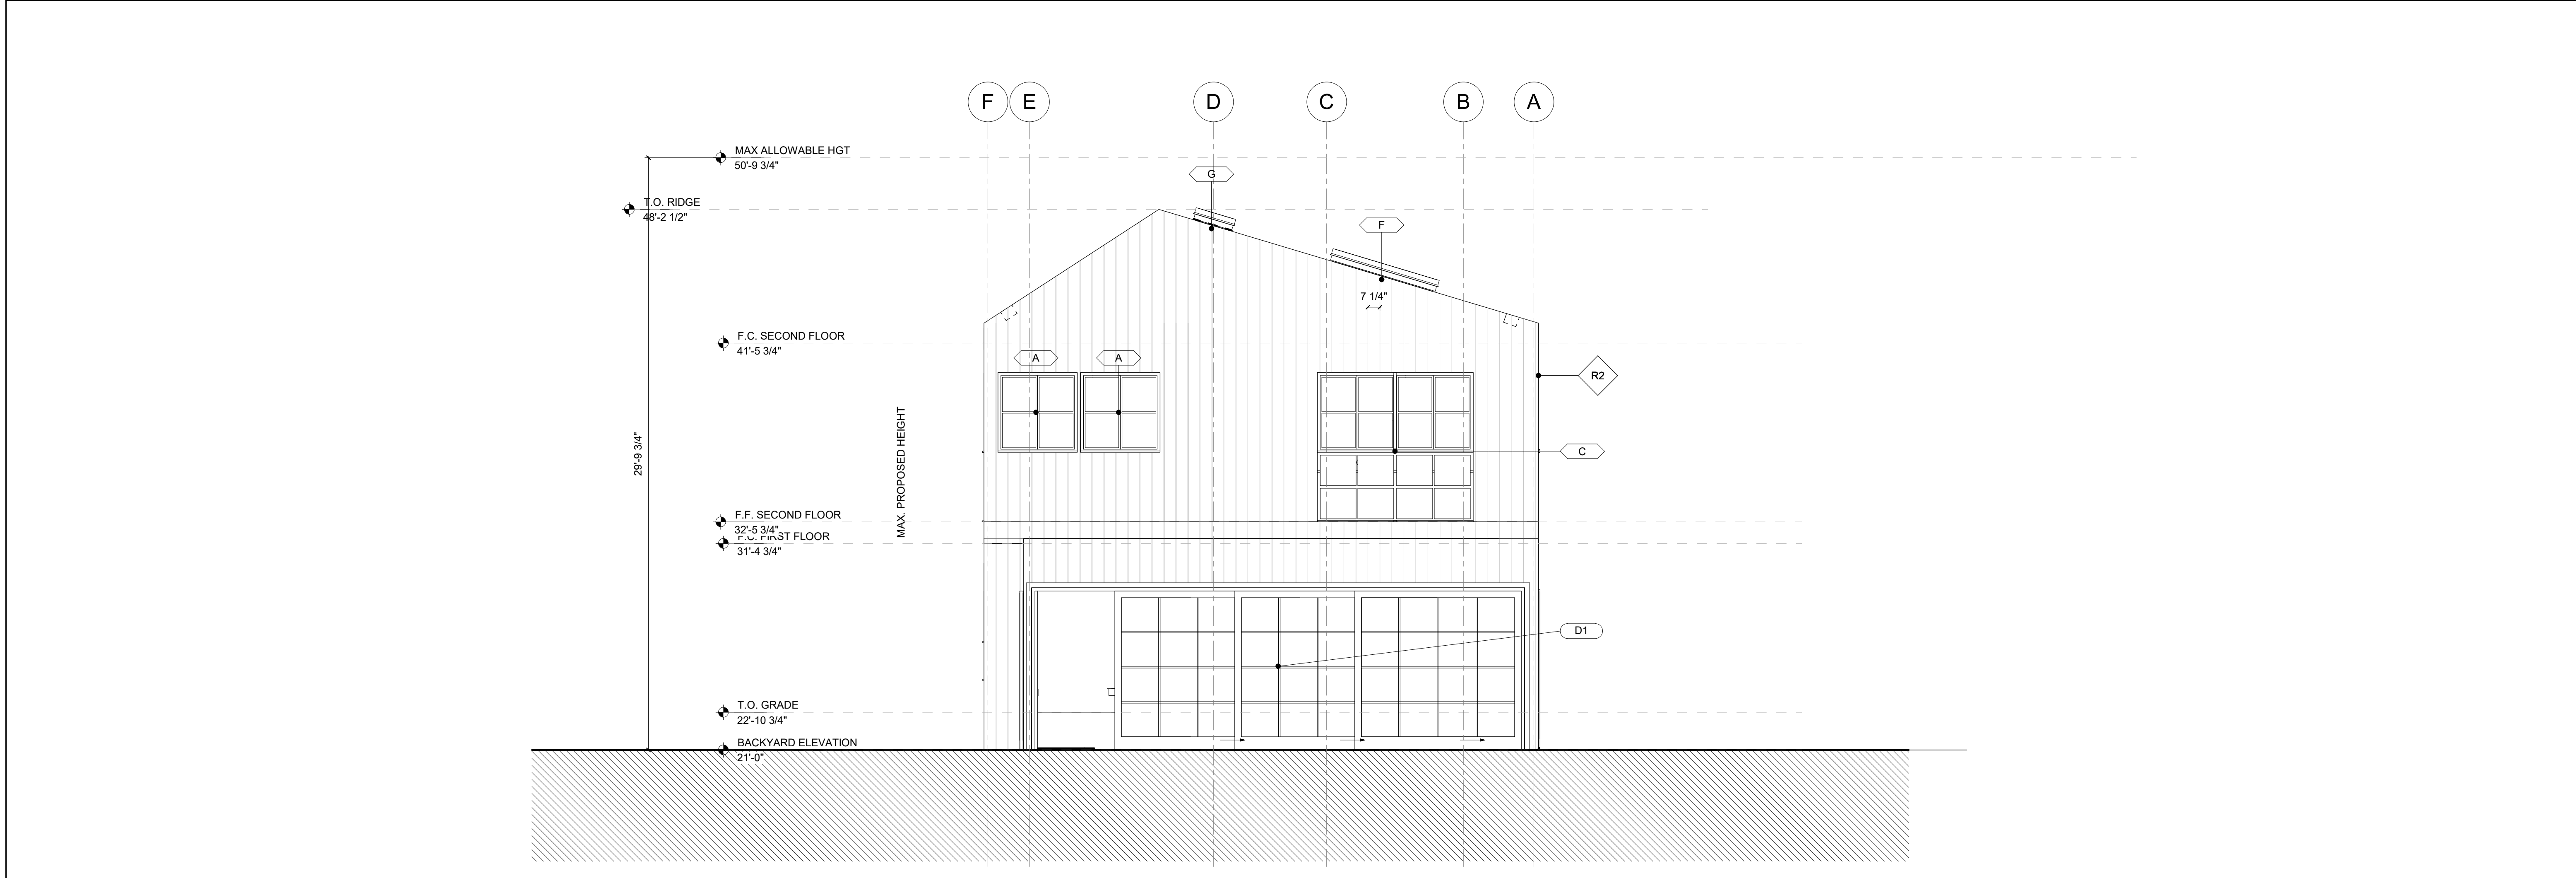 F E D C B A
MAX ALLOWABLE HGT
50'-9 3/4"
G
T.O. RIDGE
48'-2 1/2"
F
7 1/4"
F.C. SECOND FLOOR
41'-5 3/4"
A A
R2
29'-9 3/4"
MAX. PROPOSED HEIGHT
C
F.F. SECOND FLOOR
32'-5 3/4"
F.C. FIRST FLOOR
31'-4 3/4"
D1
T.O. GRADE
22'-10 3/4"
BACKYARD ELEVATION
21'-0"